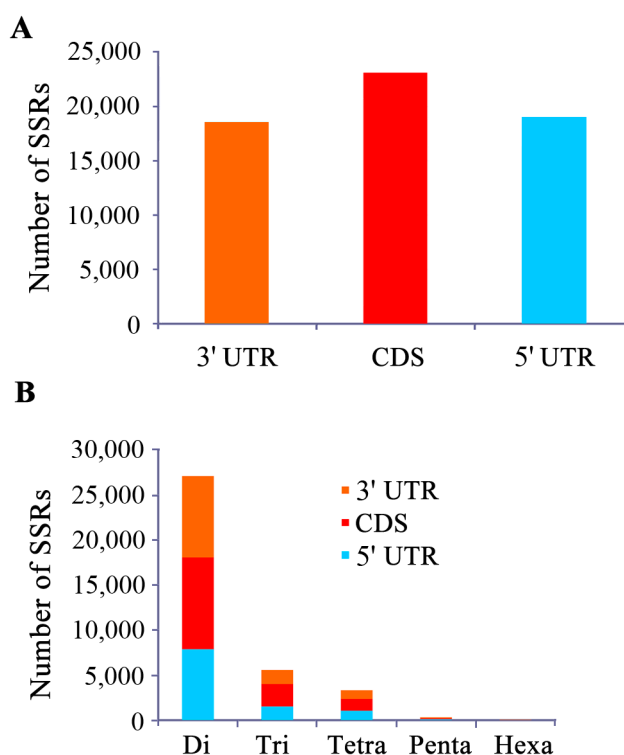 A
Number of SSRs
25,000
20,000
15,000
10,000
5,000
0
3' UTR CDS 5' UTR
B
Number of SSRs
30,000
25,000
20,000
15,000
10,000
5,000
0
3' UTR
CDS
5' UTR
Di Tri Tetra Penta Hexa